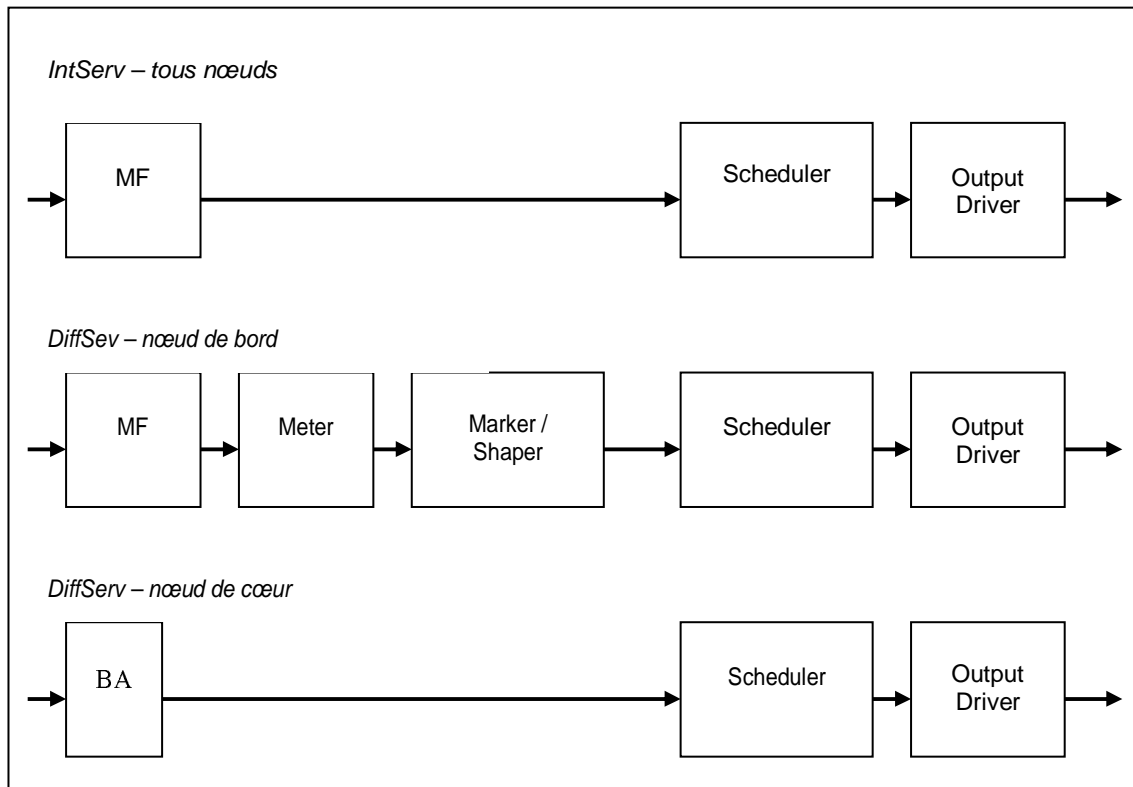 IntServ – tous nœuds
MF
Scheduler
Output
Driver
DiffSev – nœud de bord
MF
Meter
Marker /
Shaper
Scheduler
Output
Driver
DiffServ – nœud de cœur
BA
Scheduler
Output
Driver